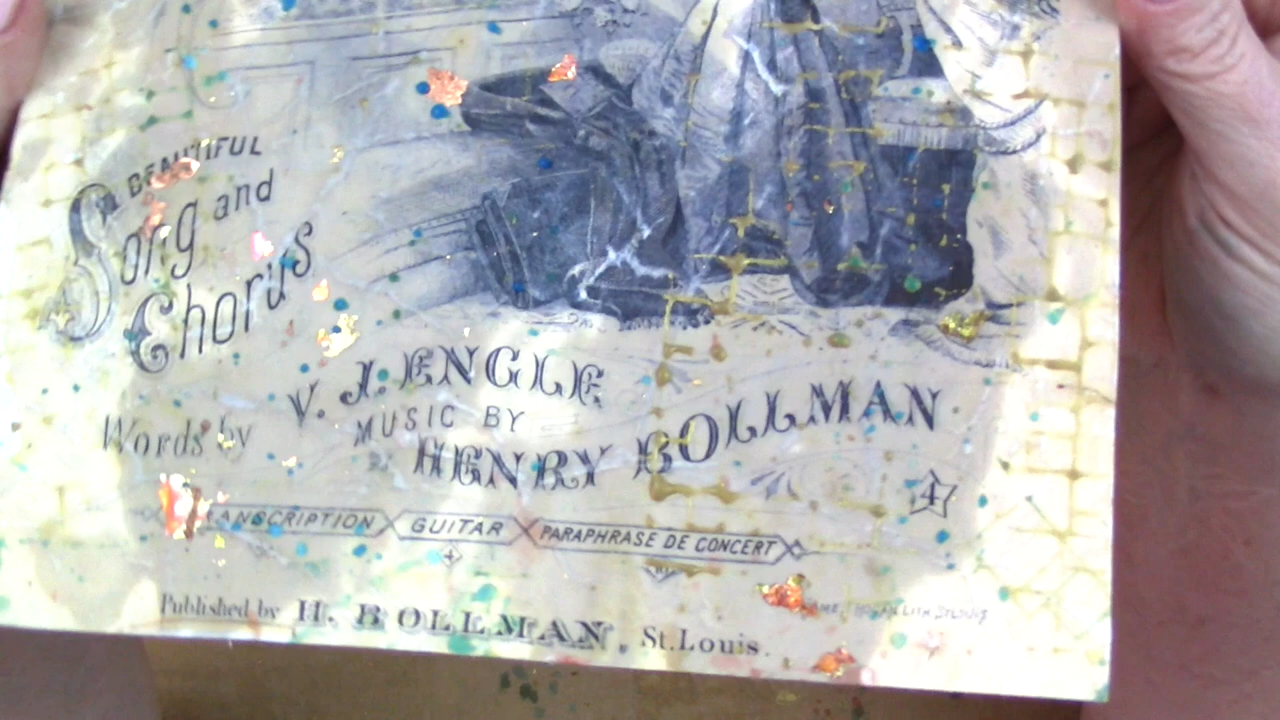 BEAUTIFUL
Song and
Chorus
Words by V. J. ENGLE
MUSIC BY
HENRY BOLLMAN
4
TRANSCRIPTION GUITAR PARAPHRASE DE CONCERT
4
Published by H. BOLLMAN, St. Louis.